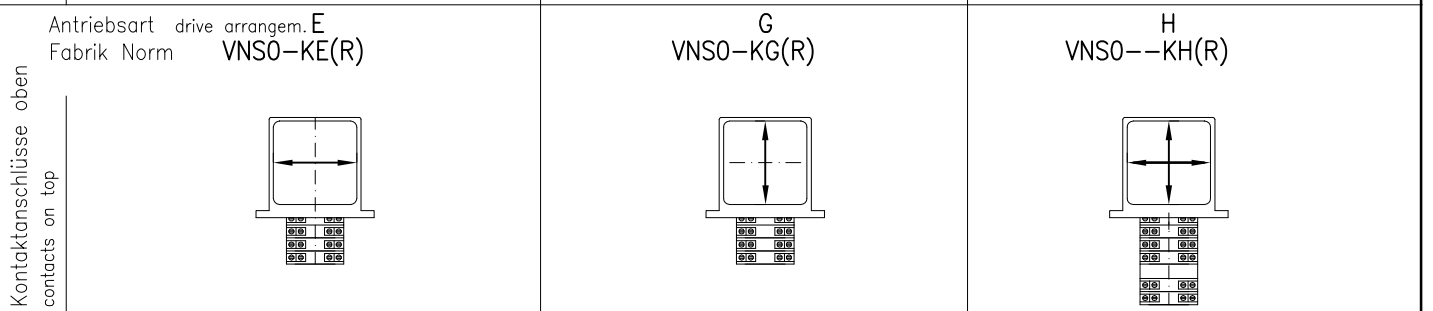 Antriebsart drive arrangem. E
Fabrik Norm VNSO-KE(R)
G
VNSO-KG(R)
H
VNSO--KH(R)
Kontaktanschlüsse oben
contacts on top